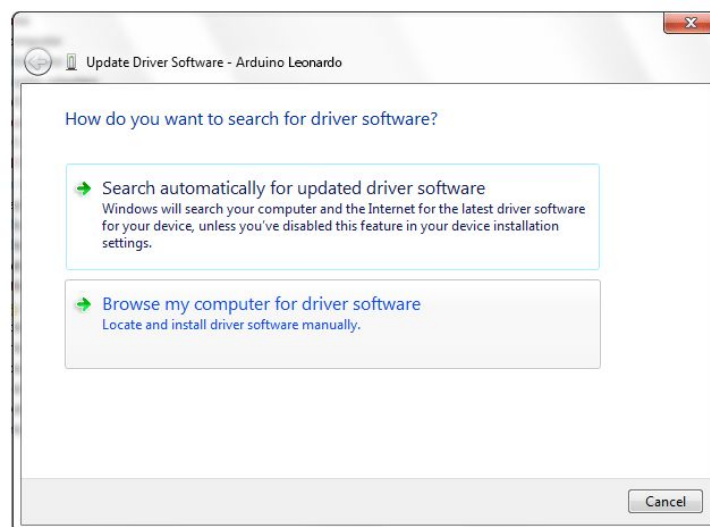 Update Driver Software - Arduino Leonardo
How do you want to search for driver software?
Search automatically for updated driver software
Windows will search your computer and the Internet for the latest driver software
for your device, unless you've disabled this feature in your device installation
settings.
Browse my computer for driver software
Locate and install driver software manually.
Cancel